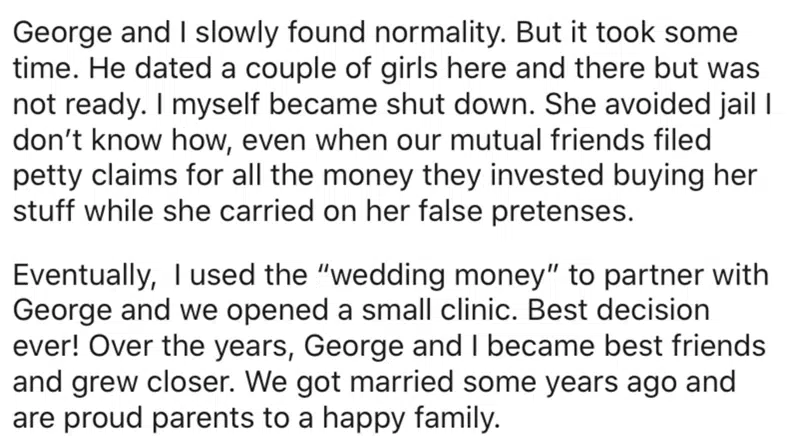 George and I slowly found normality. But it took some
time. He dated a couple of girls here and there but was
not ready. I myself became shut down. She avoided jail I
don’t know how, even when our mutual friends filed
petty claims for all the money they invested buying her
stuff while she carried on her false pretenses.
Eventually,  I used the “wedding money” to partner with
George and we opened a small clinic. Best decision
ever! Over the years, George and I became best friends
and grew closer. We got married some years ago and
are proud parents to a happy family.